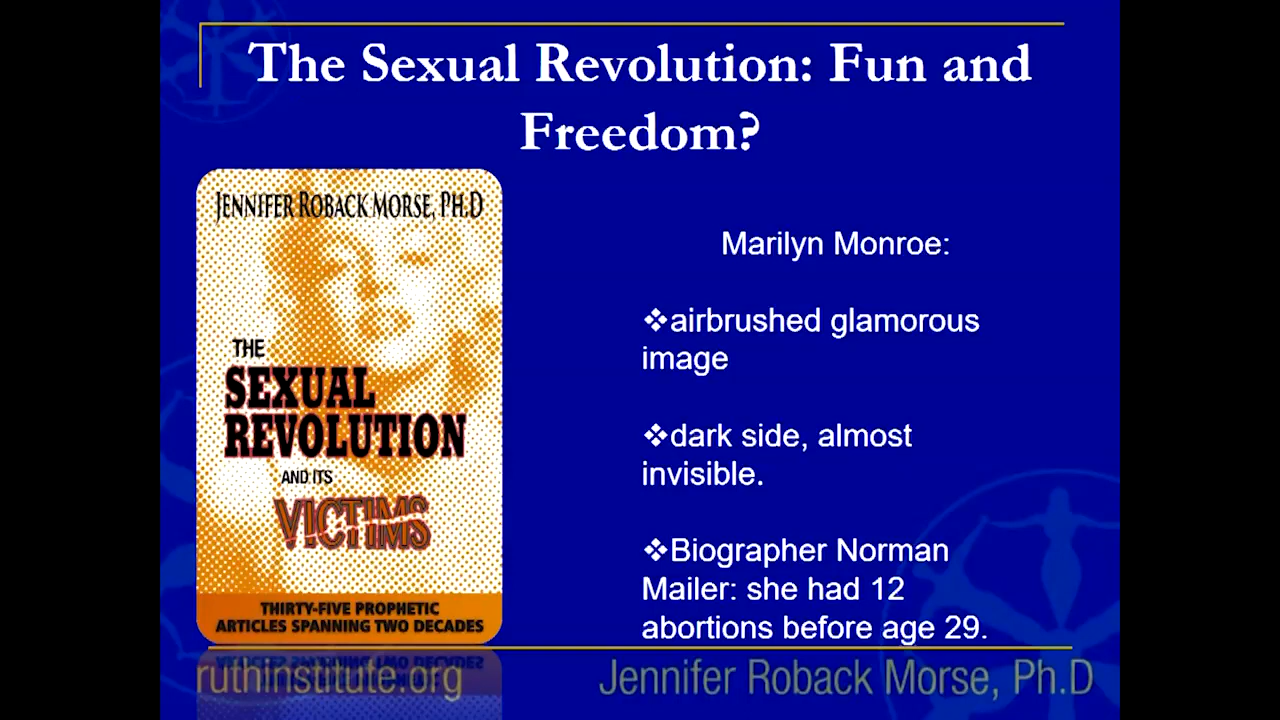 The Sexual Revolution: Fun and
Freedom?
JENNIFER ROBACK MORSE, PH.D
THE
SEXUAL
REVOLUTION
AND ITS
VICTIMS
THIRTY-FIVE PROPHETIC
ARTICLES SPANNING TWO DECADES
Marilyn Monroe:
❖airbrushed glamorous
image
❖dark side, almost
invisible.
❖Biographer Norman
Mailer: she had 12
abortions before age 29.
ruthinstitute.org
Jennifer Roback Morse, Ph.D